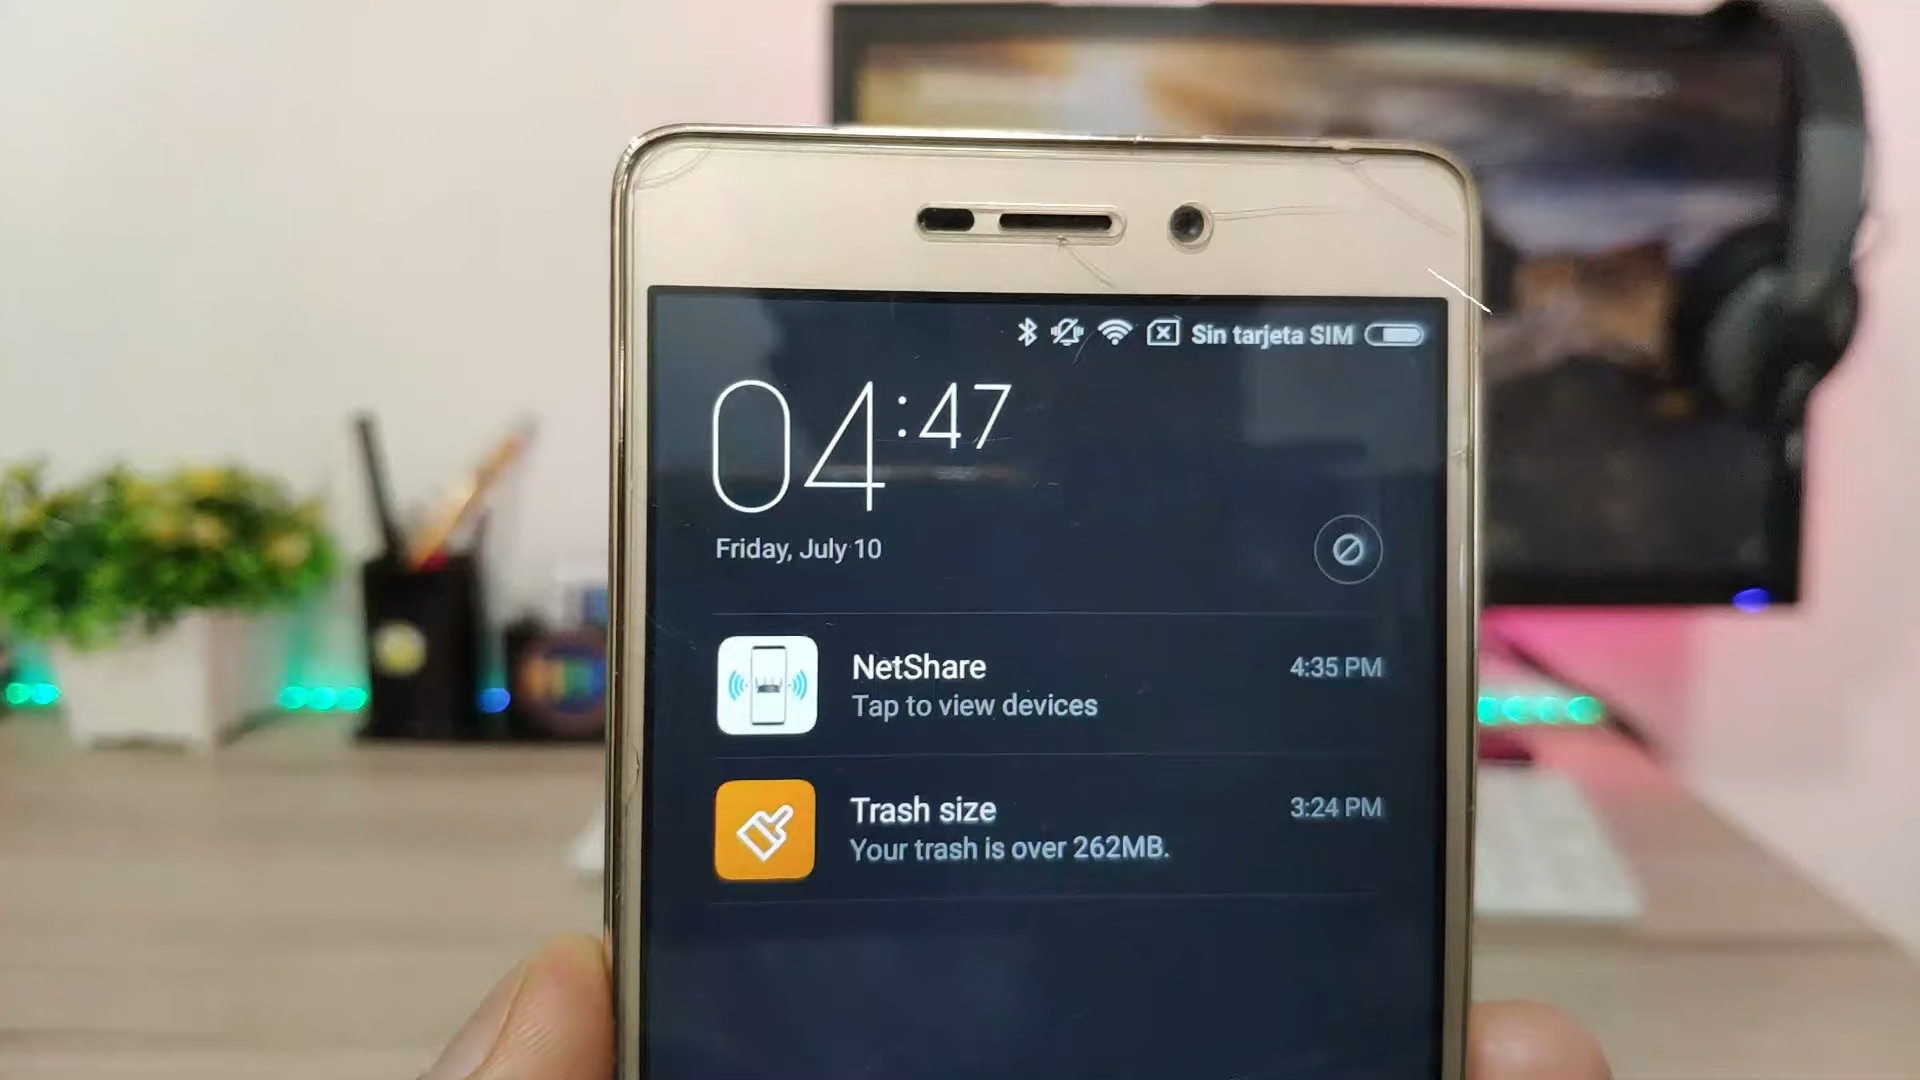 Sin tarjeta SIM
04:47
Friday, July 10
NetShare
4:35 PM
Tap to view devices
Trash size
3:24 PM
Your trash is over 262MB.